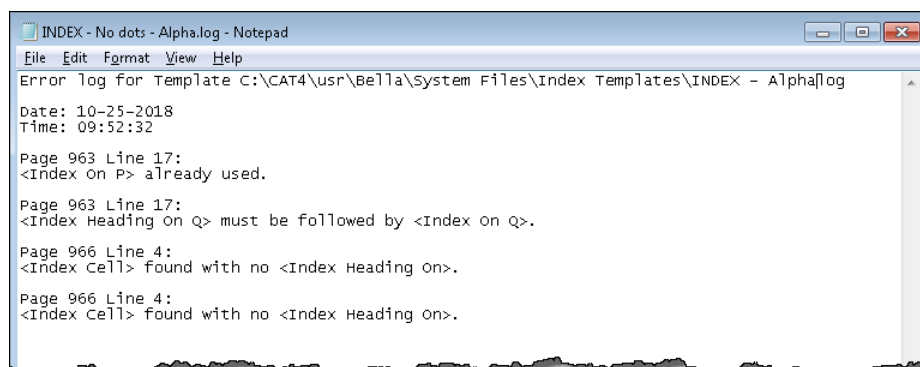 INDEX - No dots - Alpha.log - Notepad
File Edit Format View Help
Error log for Template C:\CAT4\usr\Bella\System Files\Index Templates\INDEX - Alphalog
Date: 10-25-2018
Time: 09:52:32
Page 963 Line 17:
<Index On P> already used.
Page 963 Line 17:
<Index Heading On Q> must be followed by <Index On Q>.
Page 966 Line 4:
<Index Cell> found with no <Index Heading On>.
Page 966 Line 4:
<Index Cell> found with no <Index Heading On>.